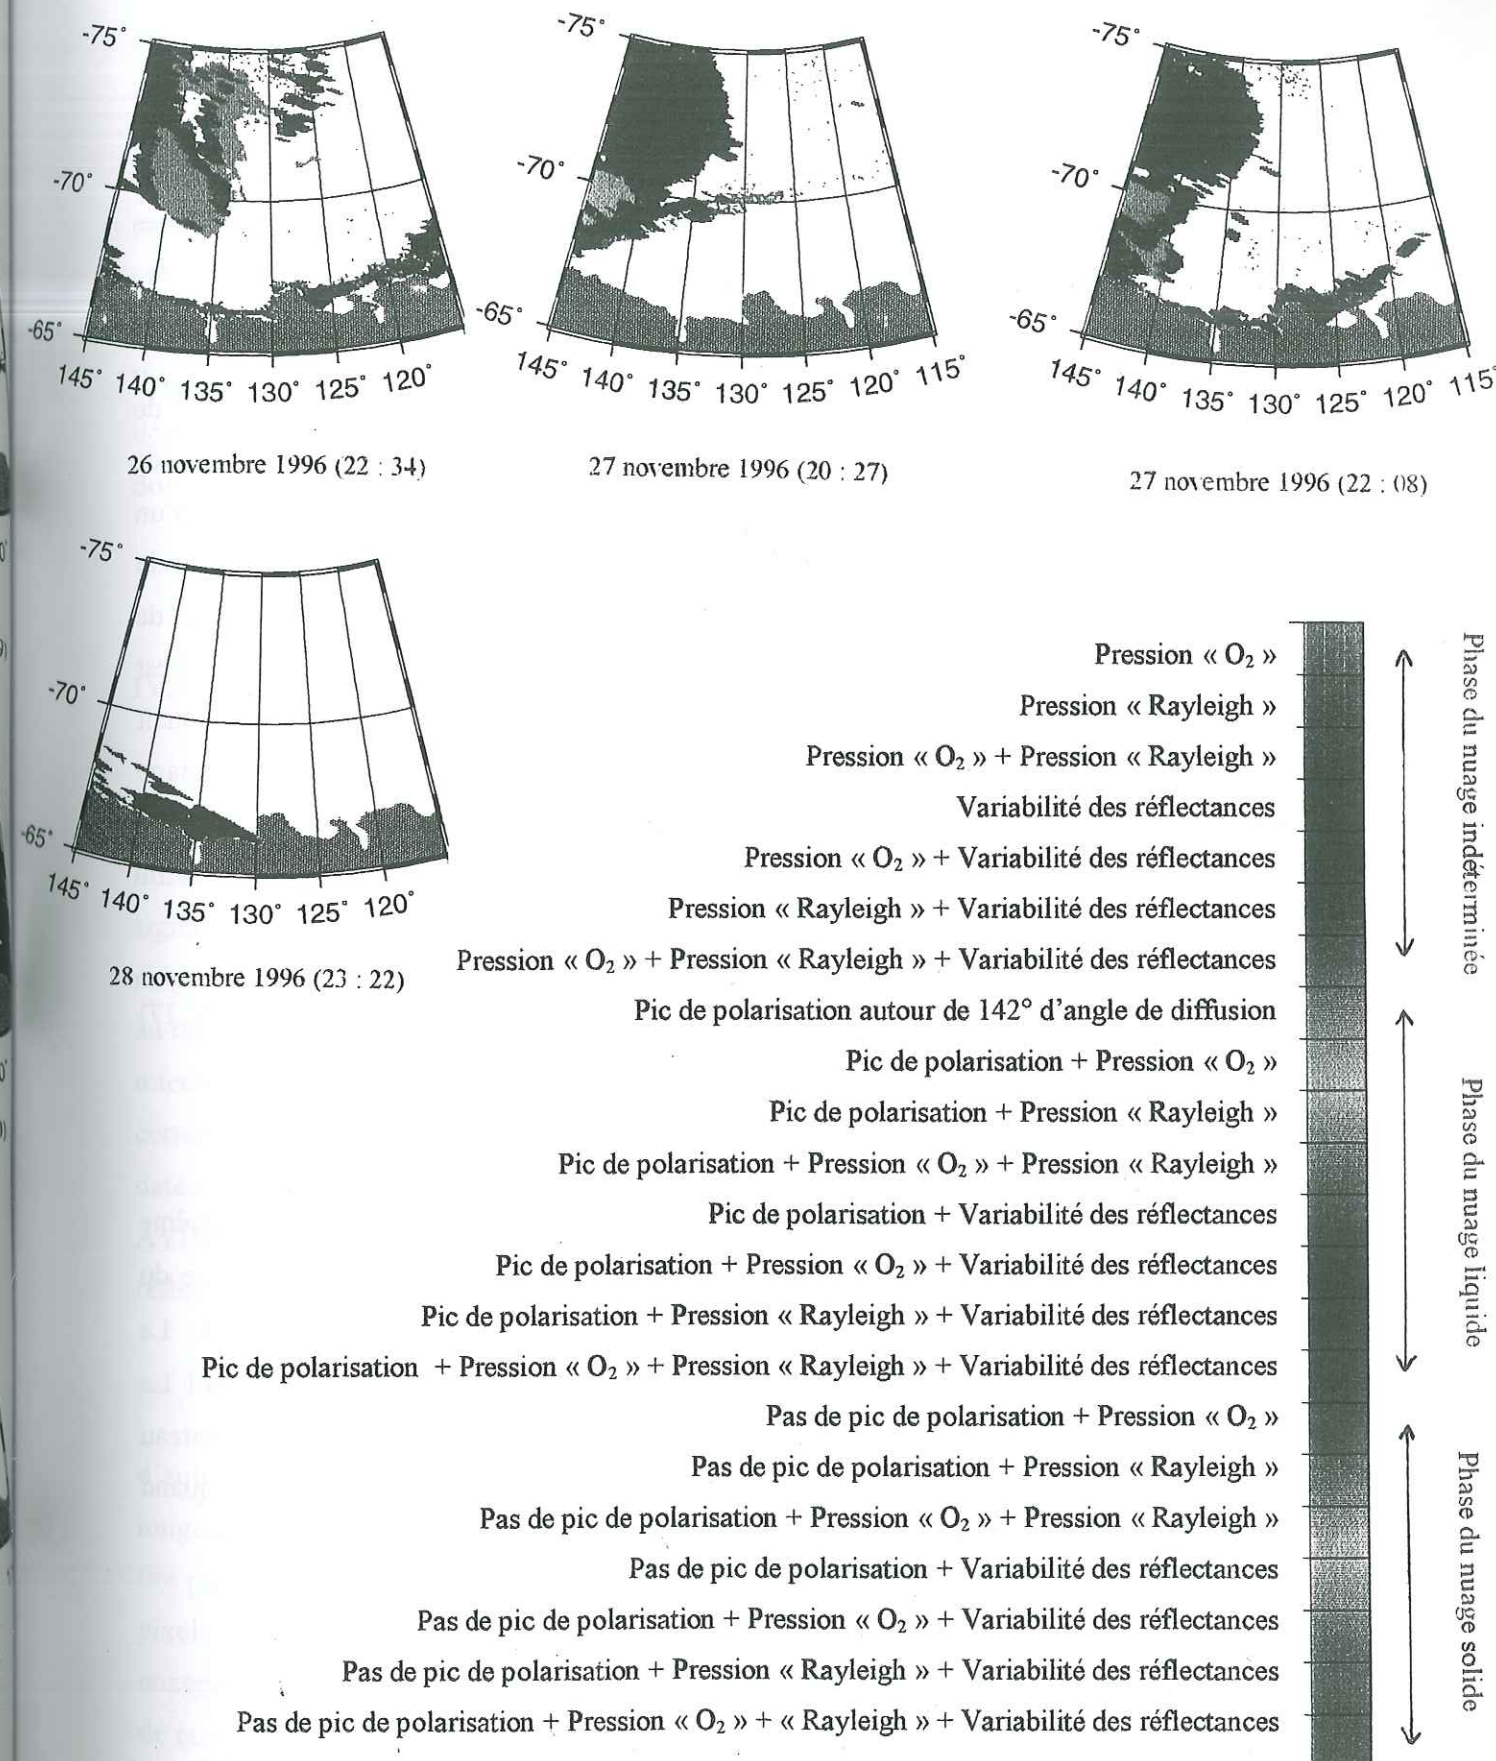 -75°
-70°
-65°
145° 140° 135° 130° 125° 120°
26 novembre 1996 (22 : 34)
-75°
-70°
-65°
145° 140° 135° 130° 125° 120° 115°
27 novembre 1996 (20 : 27)
-75°
-70°
-65°
145° 140° 135° 130° 125° 120° 115°
27 novembre 1996 (22 : 08)
-75°
-70°
-65°
145° 140° 135° 130° 125° 120°
28 novembre 1996 (23 : 22)
Pression « O₂ »
Pression « Rayleigh »
Pression « O₂ » + Pression « Rayleigh »
Variabilité des réflectances
Pression « O₂ » + Variabilité des réflectances
Pression « Rayleigh » + Variabilité des réflectances
Pression « O₂ » + Pression « Rayleigh » + Variabilité des réflectances
Pic de polarisation autour de 142° d'angle de diffusion
Pic de polarisation + Pression « O₂ »
Pic de polarisation + Pression « Rayleigh »
Pic de polarisation + Pression « O₂ » + Pression « Rayleigh »
Pic de polarisation + Variabilité des réflectances
Pic de polarisation + Pression « O₂ » + Variabilité des réflectances
Pic de polarisation + Pression « Rayleigh » + Variabilité des réflectances
Pic de polarisation + Pression « O₂ » + Pression « Rayleigh » + Variabilité des réflectances
Pas de pic de polarisation + Pression « O₂ »
Pas de pic de polarisation + Pression « Rayleigh »
Pas de pic de polarisation + Pression « O₂ » + Pression « Rayleigh »
Pas de pic de polarisation + Variabilité des réflectances
Pas de pic de polarisation + Pression « O₂ » + Variabilité des réflectances
Pas de pic de polarisation + Pression « Rayleigh » + Variabilité des réflectances
Pas de pic de polarisation + Pression « O₂ » + « Rayleigh » + Variabilité des réflectances
Phase du nuage indéterminée
Phase du nuage liquide
Phase du nuage solide